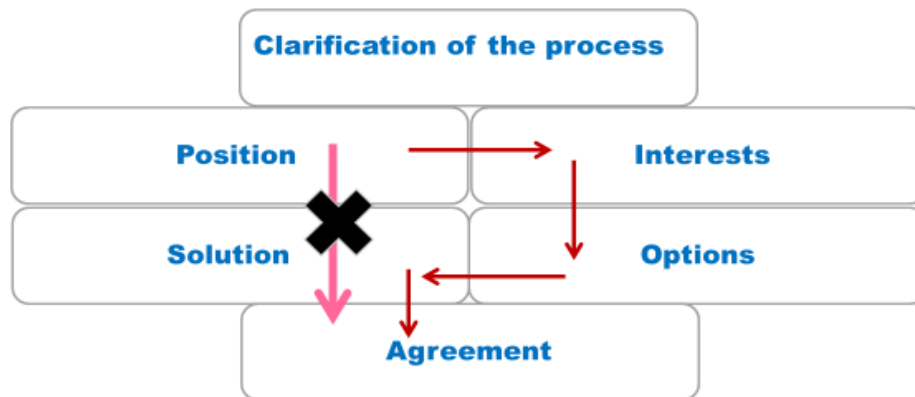 Clarification of the process
Position
Interests
Solution
Options
Agreement